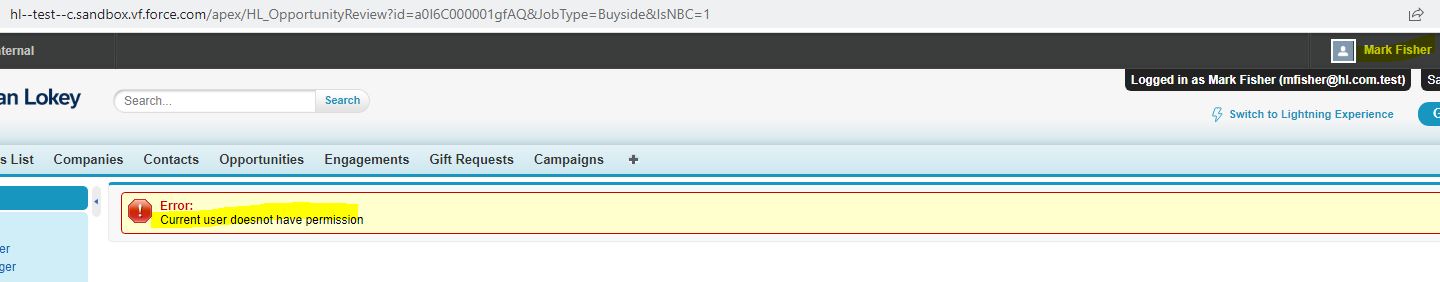 hl--test--c.sandbox.vf.force.com/apex/HL_OpportunityReview?id=a0I6C000001gfAQ&JobType=Buyside&IsNBC=1
ternal
Mark Fisher
Logged in as Mark Fisher (mfisher@hl.com.test)
Sa
an Lokey
Search...
Search
Switch to Lightning Experience
G
s List Companies Contacts Opportunities Engagements Gift Requests Campaigns +
Error:
Current user doesnot have permission
er
ger